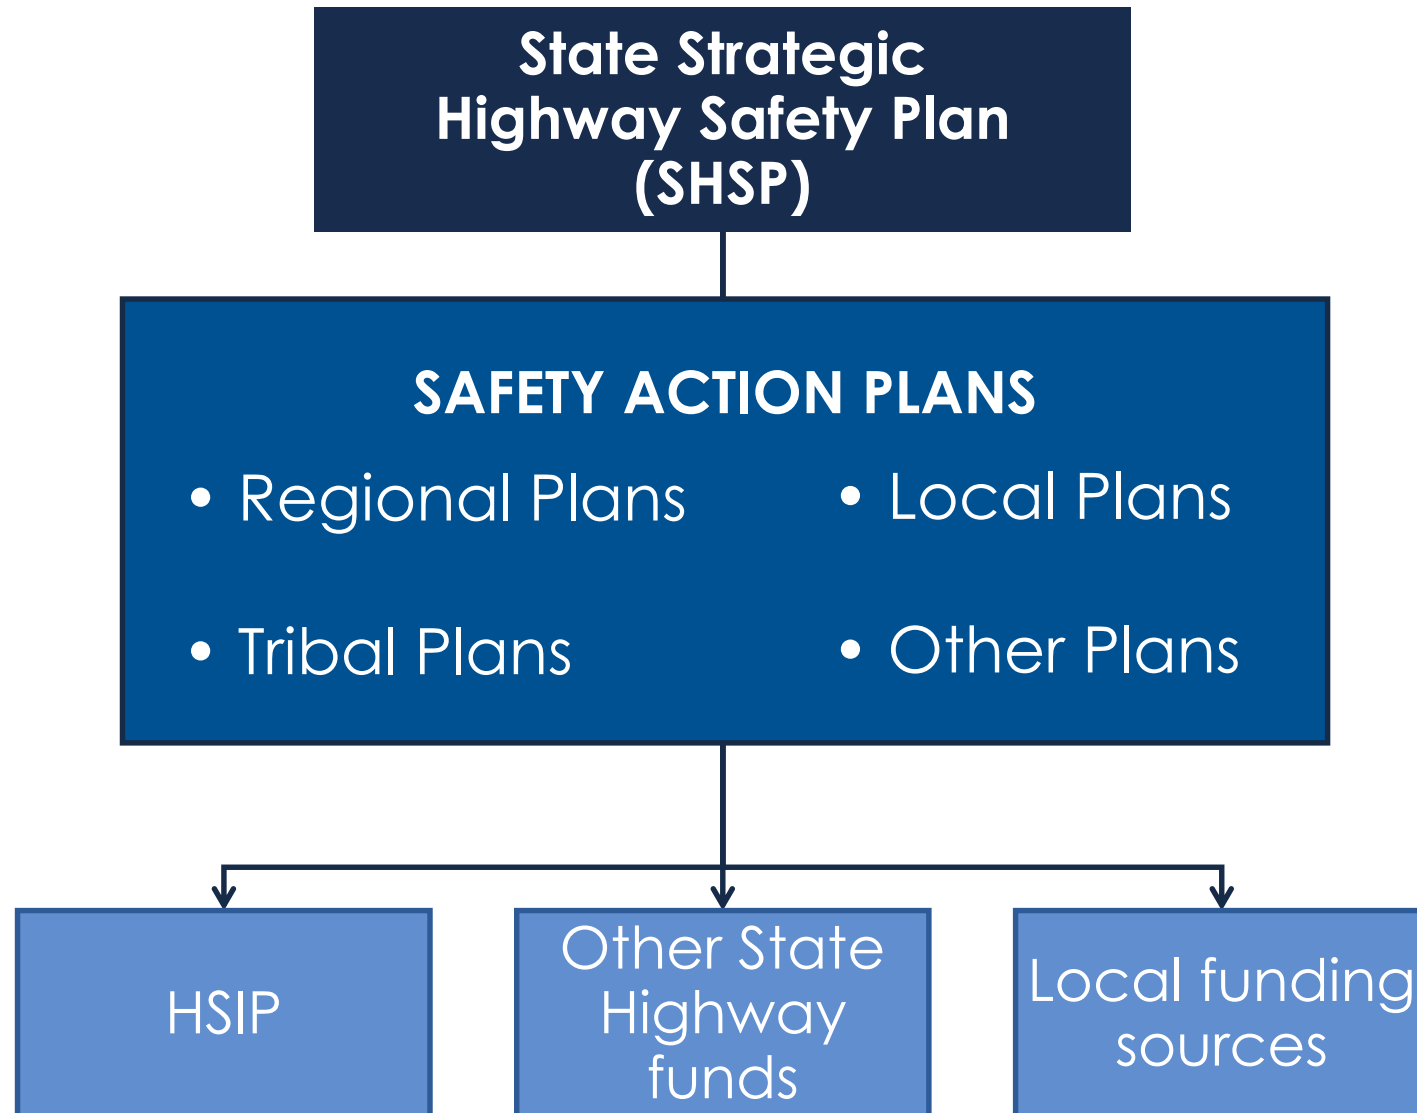 State Strategic
Highway Safety Plan
(SHSP)
SAFETY ACTION PLANS
• Regional Plans
• Local Plans
• Tribal Plans
• Other Plans
HSIP
Other State
Highway
funds
Local funding
sources